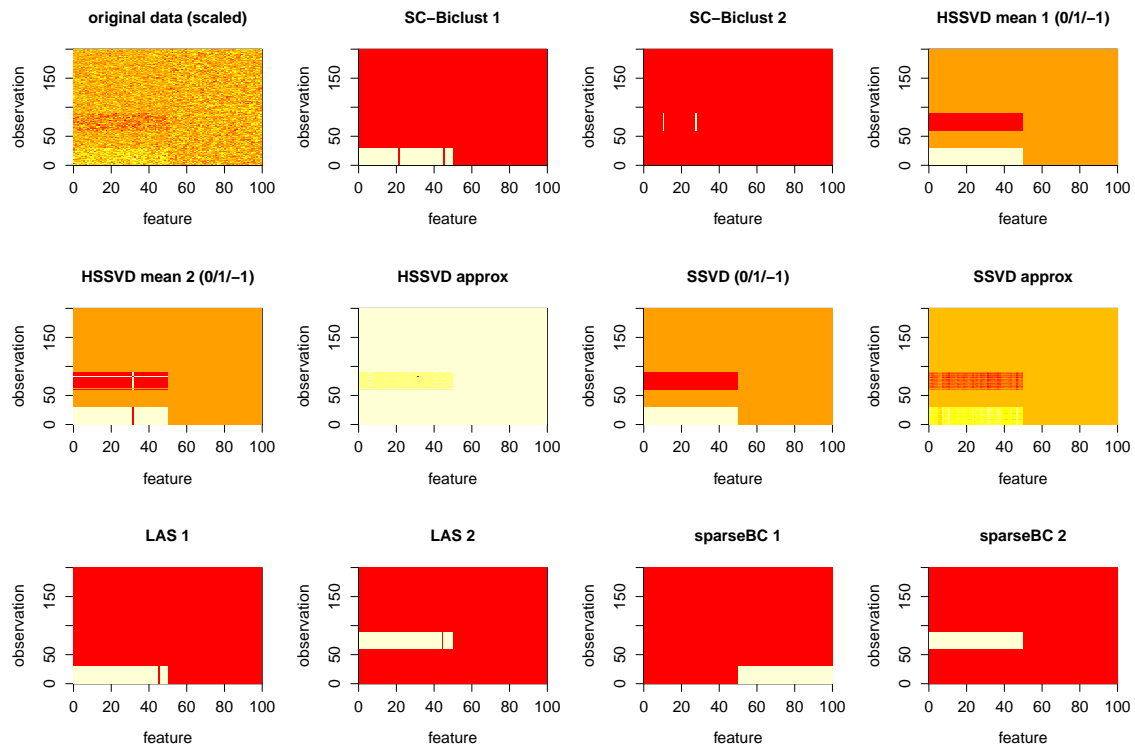 original data (scaled)
SC−Biclust 1
SC−Biclust 2
HSSVD mean 1 (0/1/−1)
observation
0 50 150
0 20 40 60 80 100
feature
observation
0 50 150
0 20 40 60 80 100
feature
observation
0 50 150
0 20 40 60 80 100
feature
observation
0 50 150
0 20 40 60 80 100
feature
HSSVD mean 2 (0/1/−1)
HSSVD approx
SSVD (0/1/−1)
SSVD approx
observation
0 50 150
0 20 40 60 80 100
feature
observation
0 50 150
0 20 40 60 80 100
feature
observation
0 50 150
0 20 40 60 80 100
feature
observation
0 50 150
0 20 40 60 80 100
feature
LAS 1
LAS 2
sparseBC 1
sparseBC 2
observation
0 50 150
0 20 40 60 80 100
feature
observation
0 50 150
0 20 40 60 80 100
feature
observation
0 50 150
0 20 40 60 80 100
feature
observation
0 50 150
0 20 40 60 80 100
feature